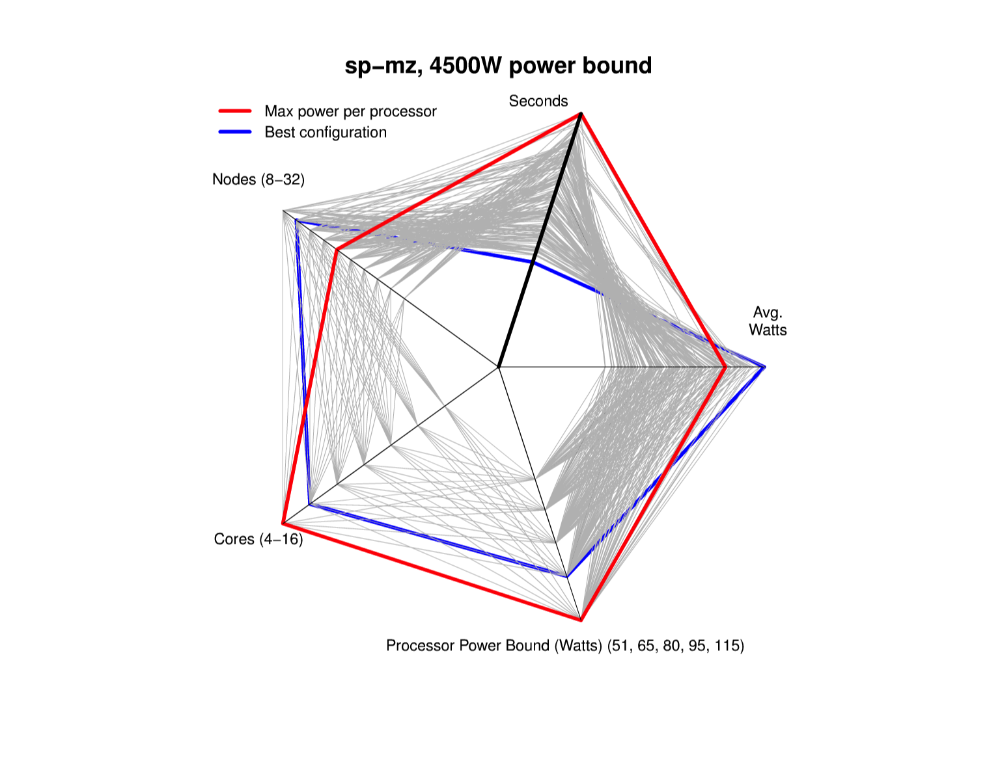 sp−mz, 4500W power bound
Max power per processor
Best configuration
Seconds
Nodes (8−32)
Avg.
Watts
Cores (4−16)
Processor Power Bound (Watts) (51, 65, 80, 95, 115)